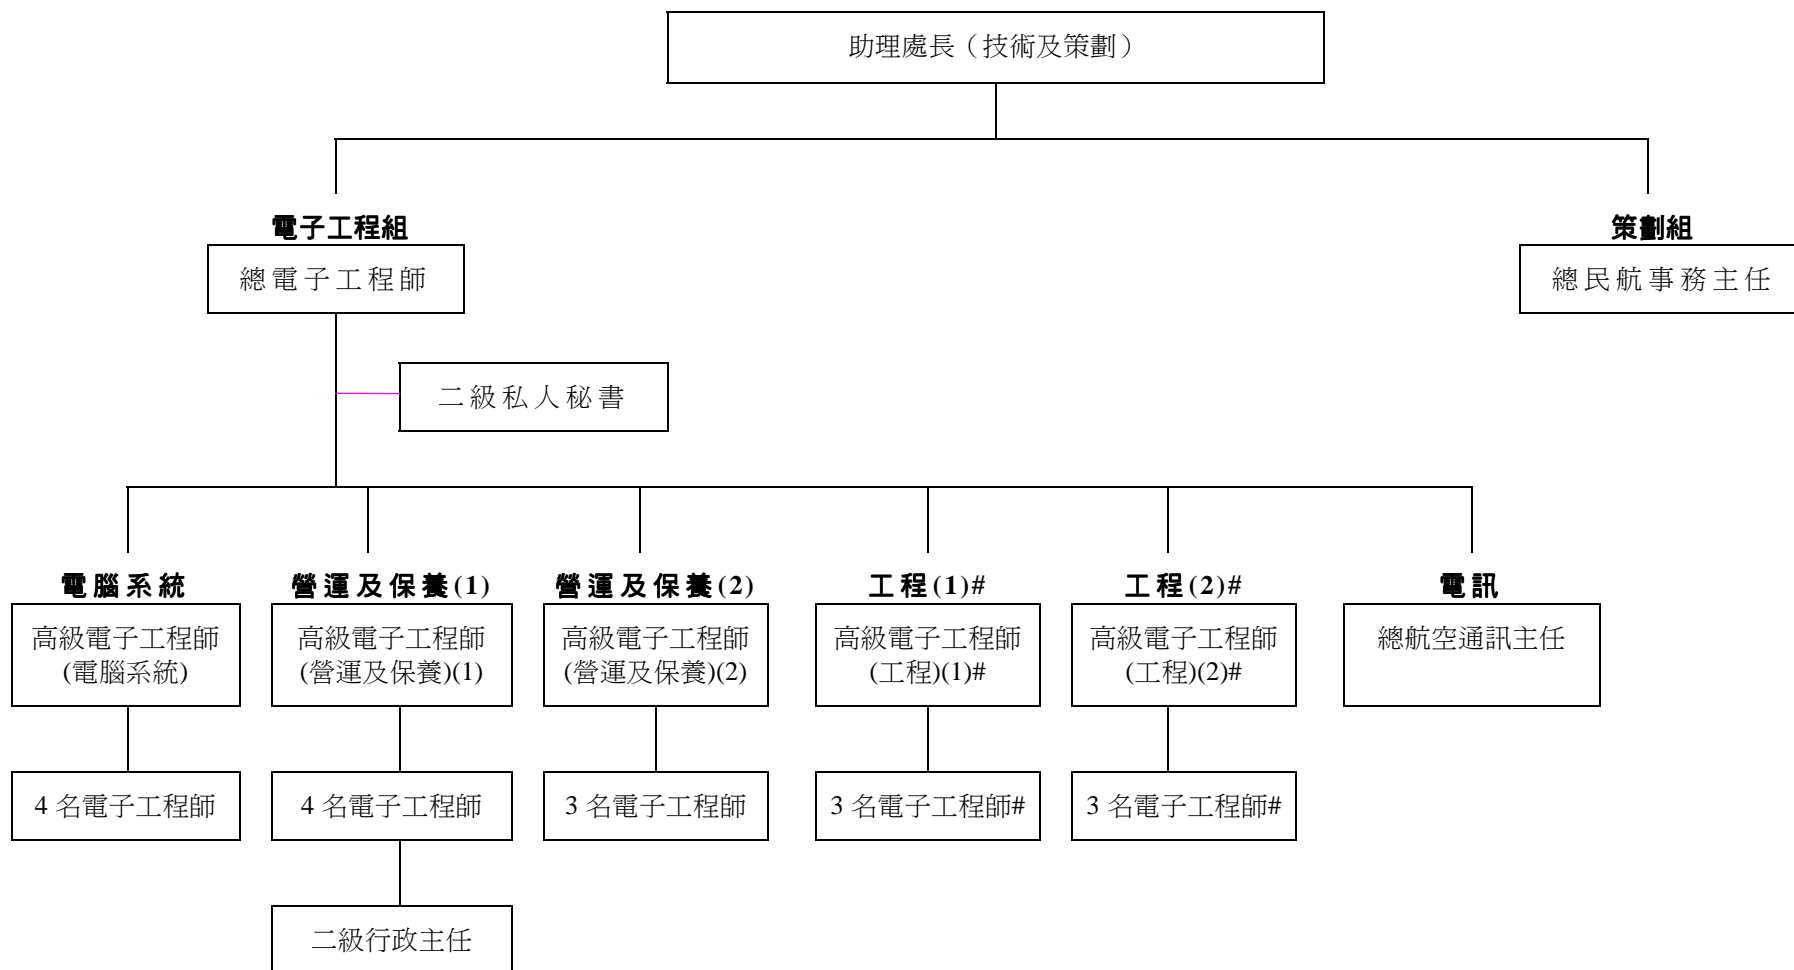 助理處長（技術及策劃）
電子工程組
總電子工程師
策劃組
總民航事務主任
二級私人秘書
電腦系統
高級電子工程師
(電腦系統)
4 名電子工程師
營運及保養(1)
高級電子工程師
(營運及保養)(1)
4 名電子工程師
二級行政主任
營運及保養(2)
高級電子工程師
(營運及保養)(2)
3 名電子工程師
工程(1)#
高級電子工程師
(工程)(1)#
3 名電子工程師#
工程(2)#
高級電子工程師
(工程)(2)#
3 名電子工程師#
電訊
總航空通訊主任